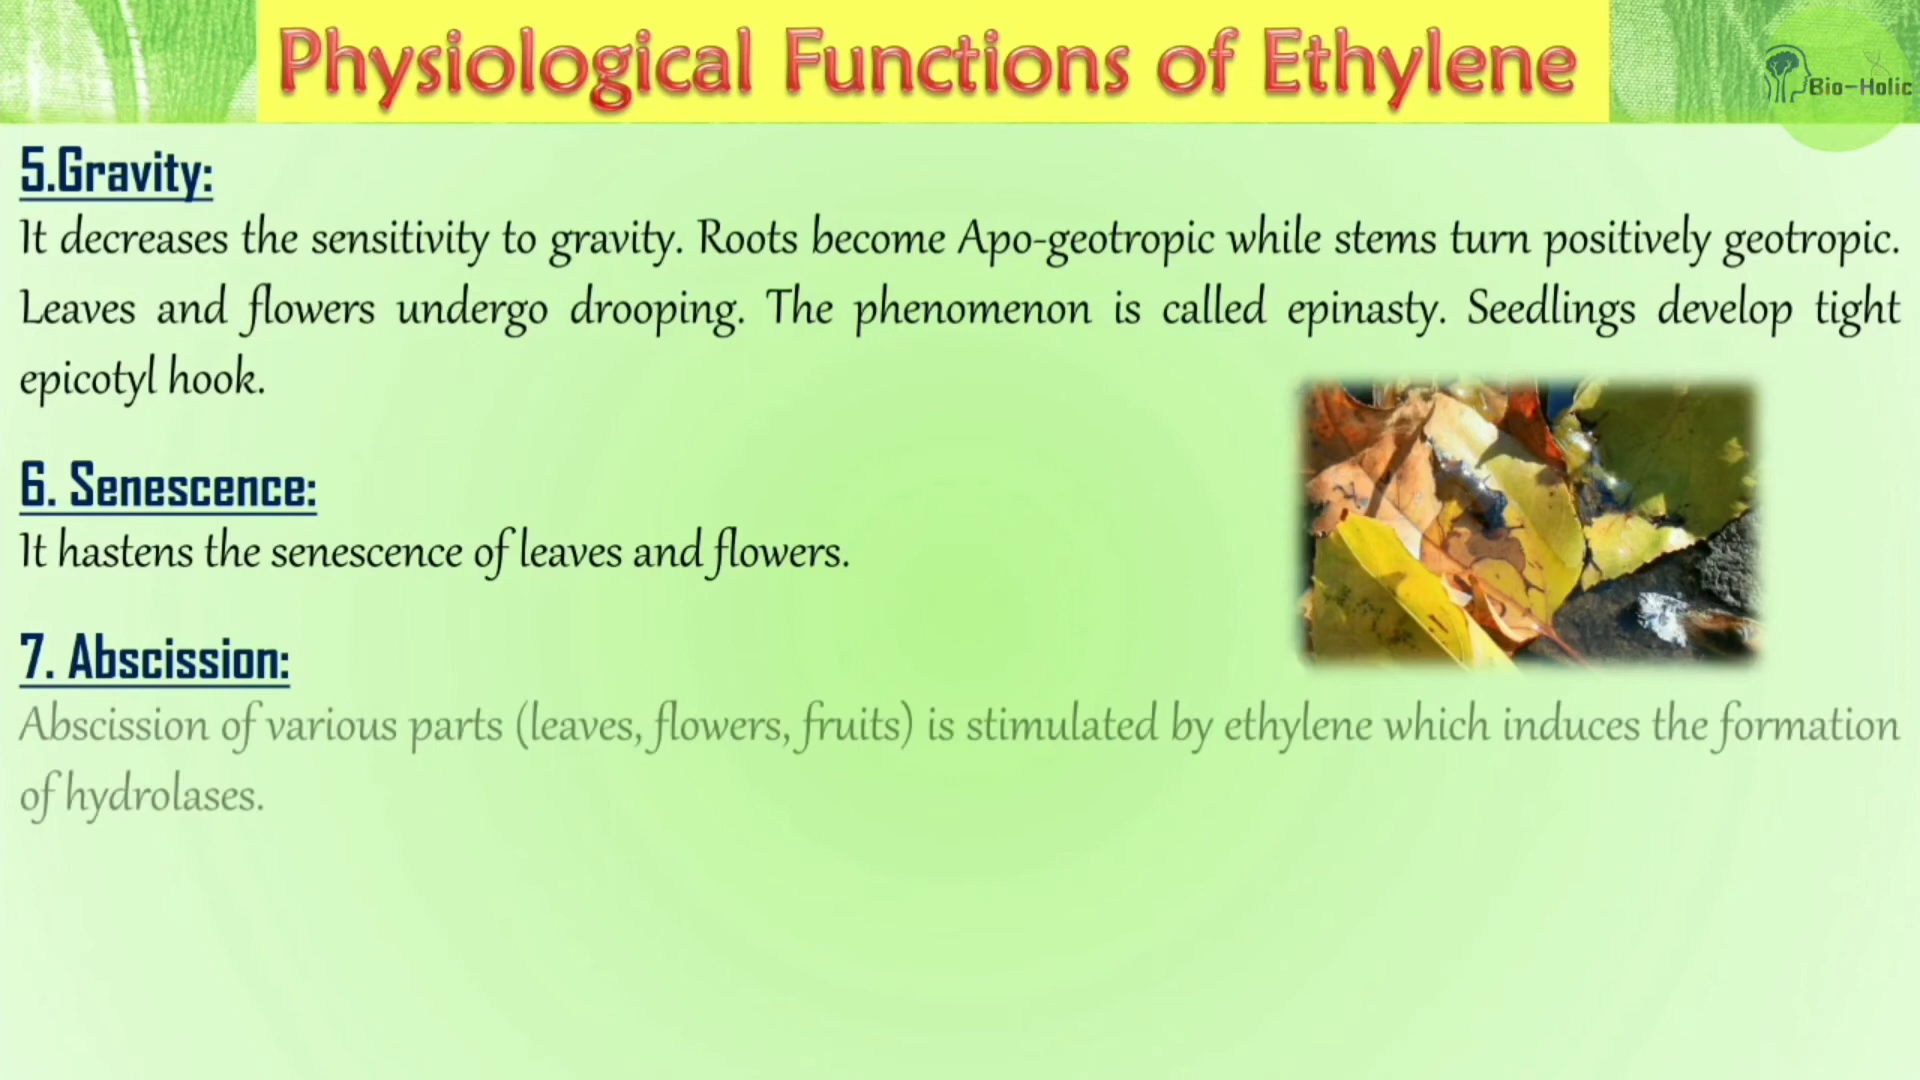 Physiological Functions of Ethylene
Bio-Holic
5.Gravity:
It decreases the sensitivity to gravity. Roots become Apo-geotropic while stems turn positively geotropic.
Leaves and flowers undergo drooping. The phenomenon is called epinasty. Seedlings develop tight
epicotyl hook.
6. Senescence:
It hastens the senescence of leaves and flowers.
7. Abscission:
Abscission of various parts (leaves, flowers, fruits) is stimulated by ethylene which induces the formation
of hydrolases.